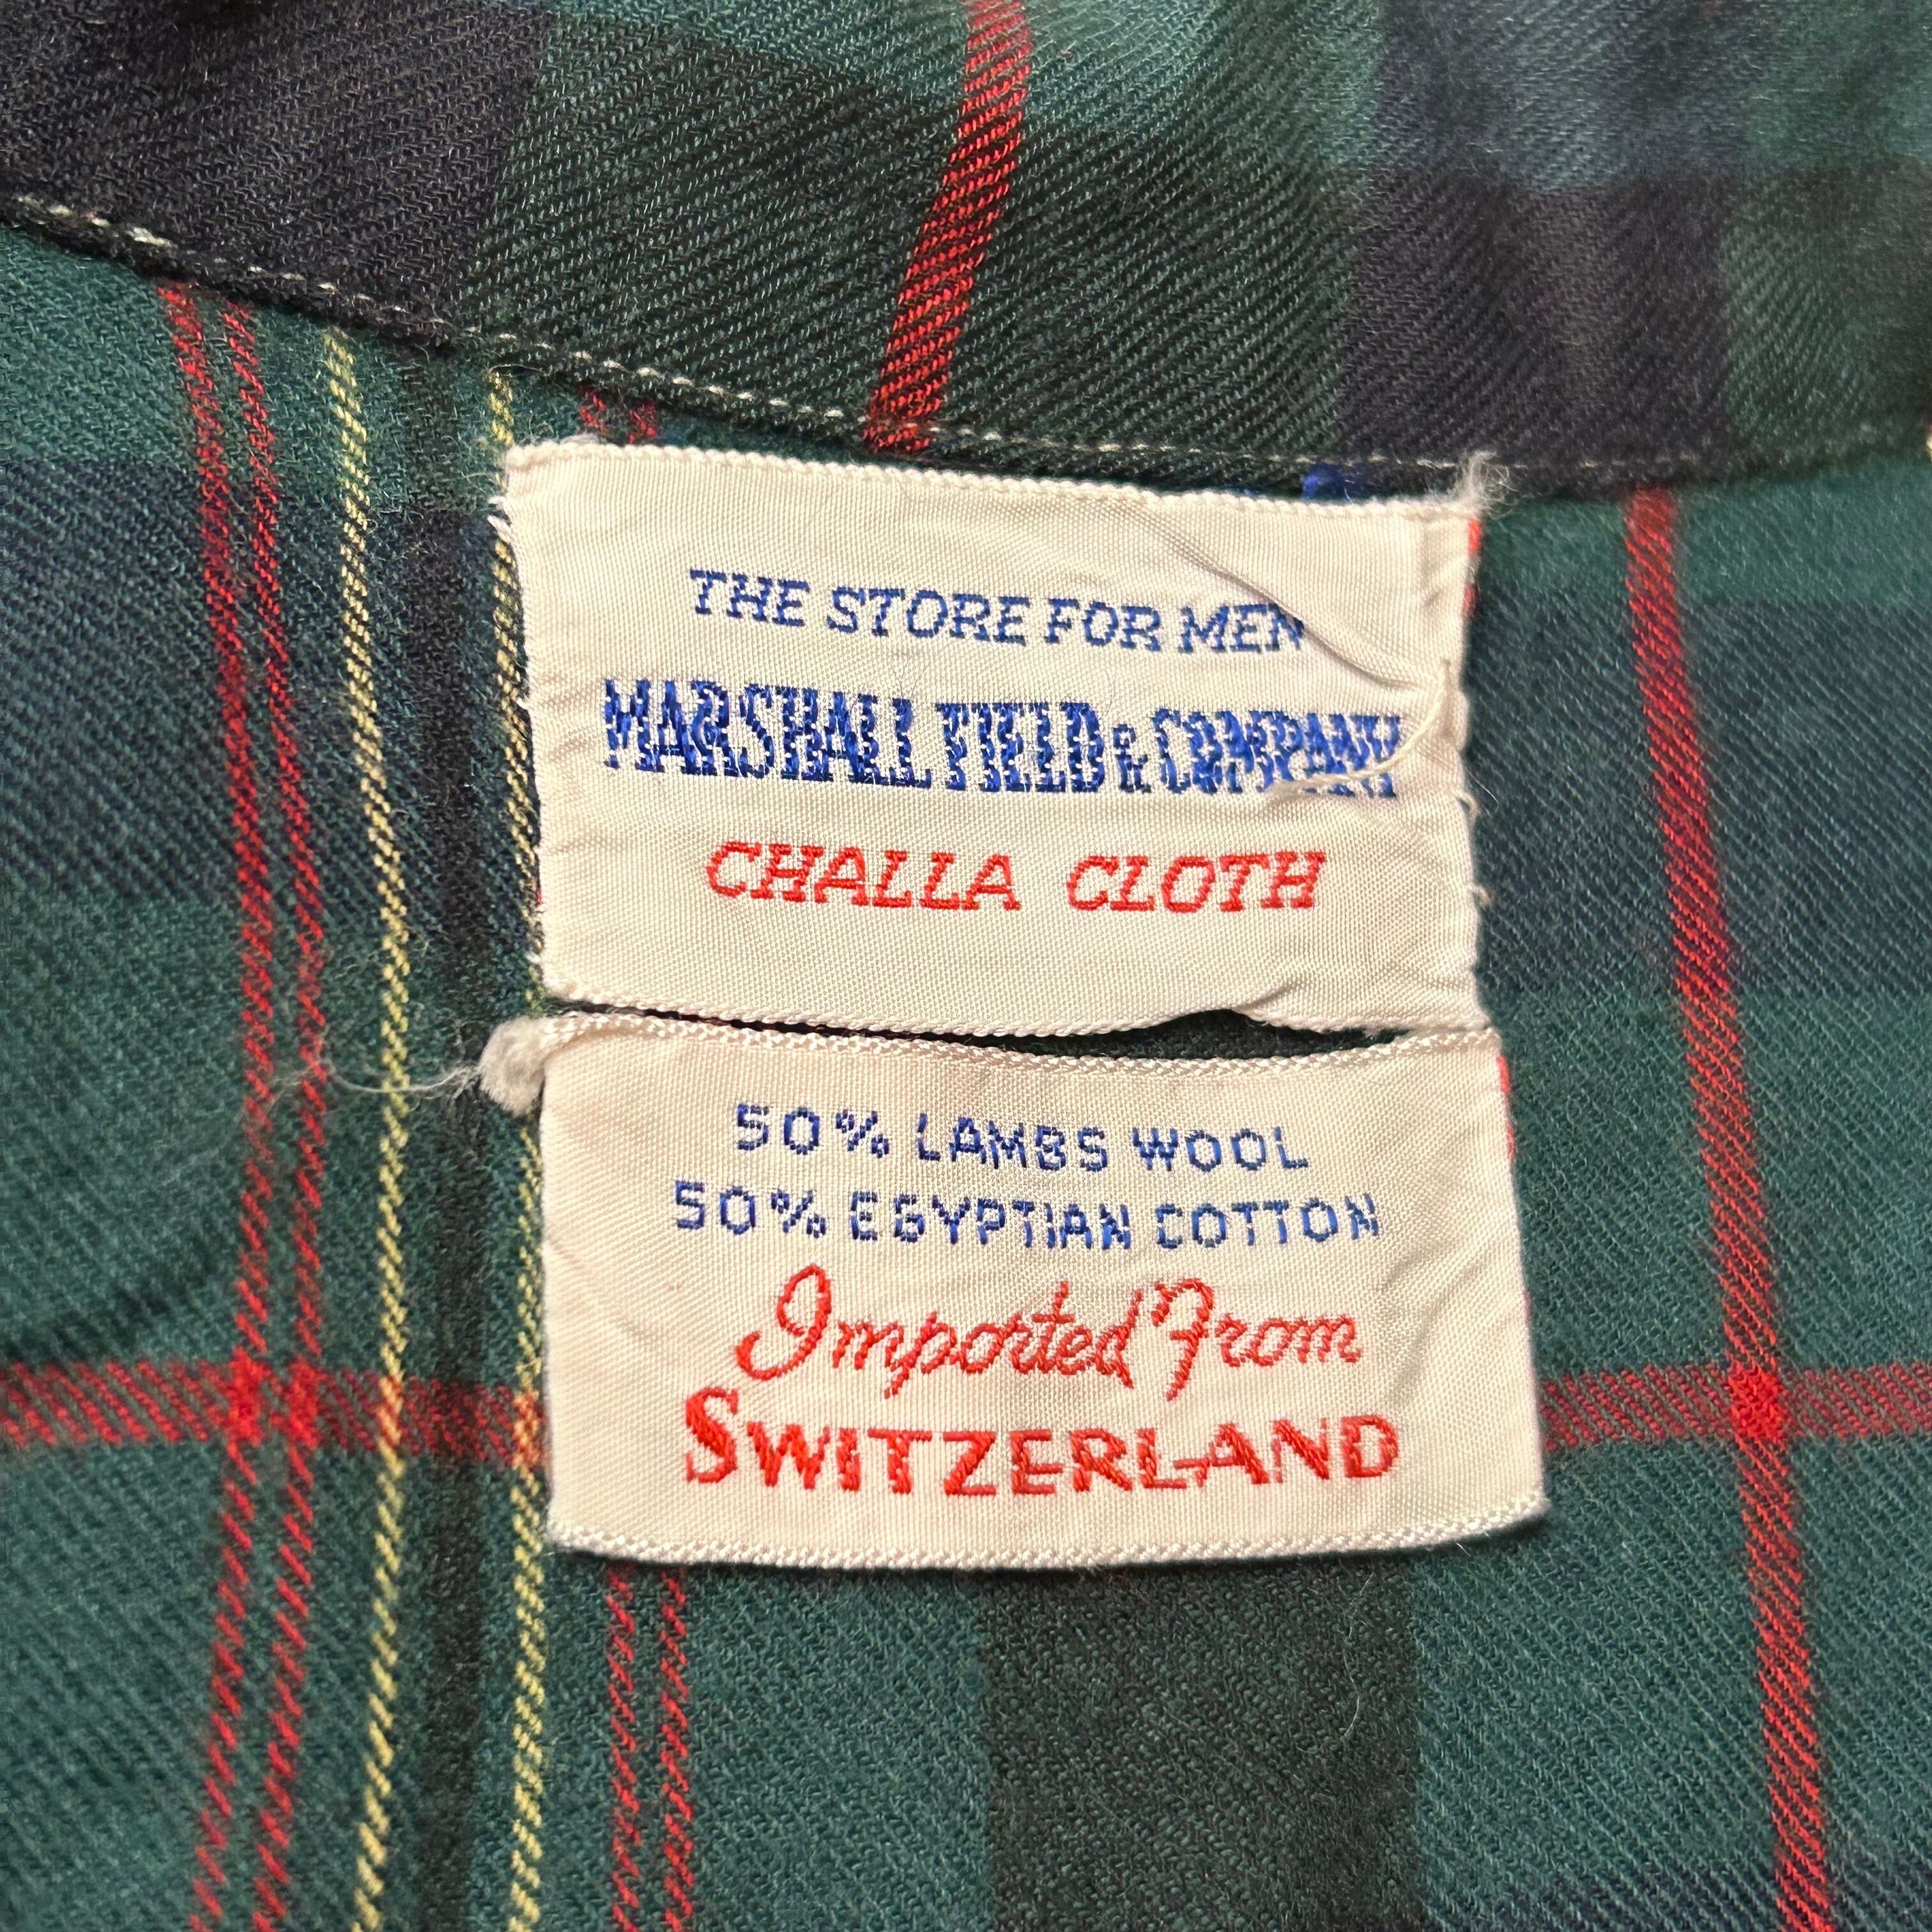 THE STORE FOR MEN
MARSHALL FIELD & COMPANY
CHALLA CLOTH
50% LAMBS WOOL
50% EGYPTIAN COTTON
Imported From
SWITZERLAND